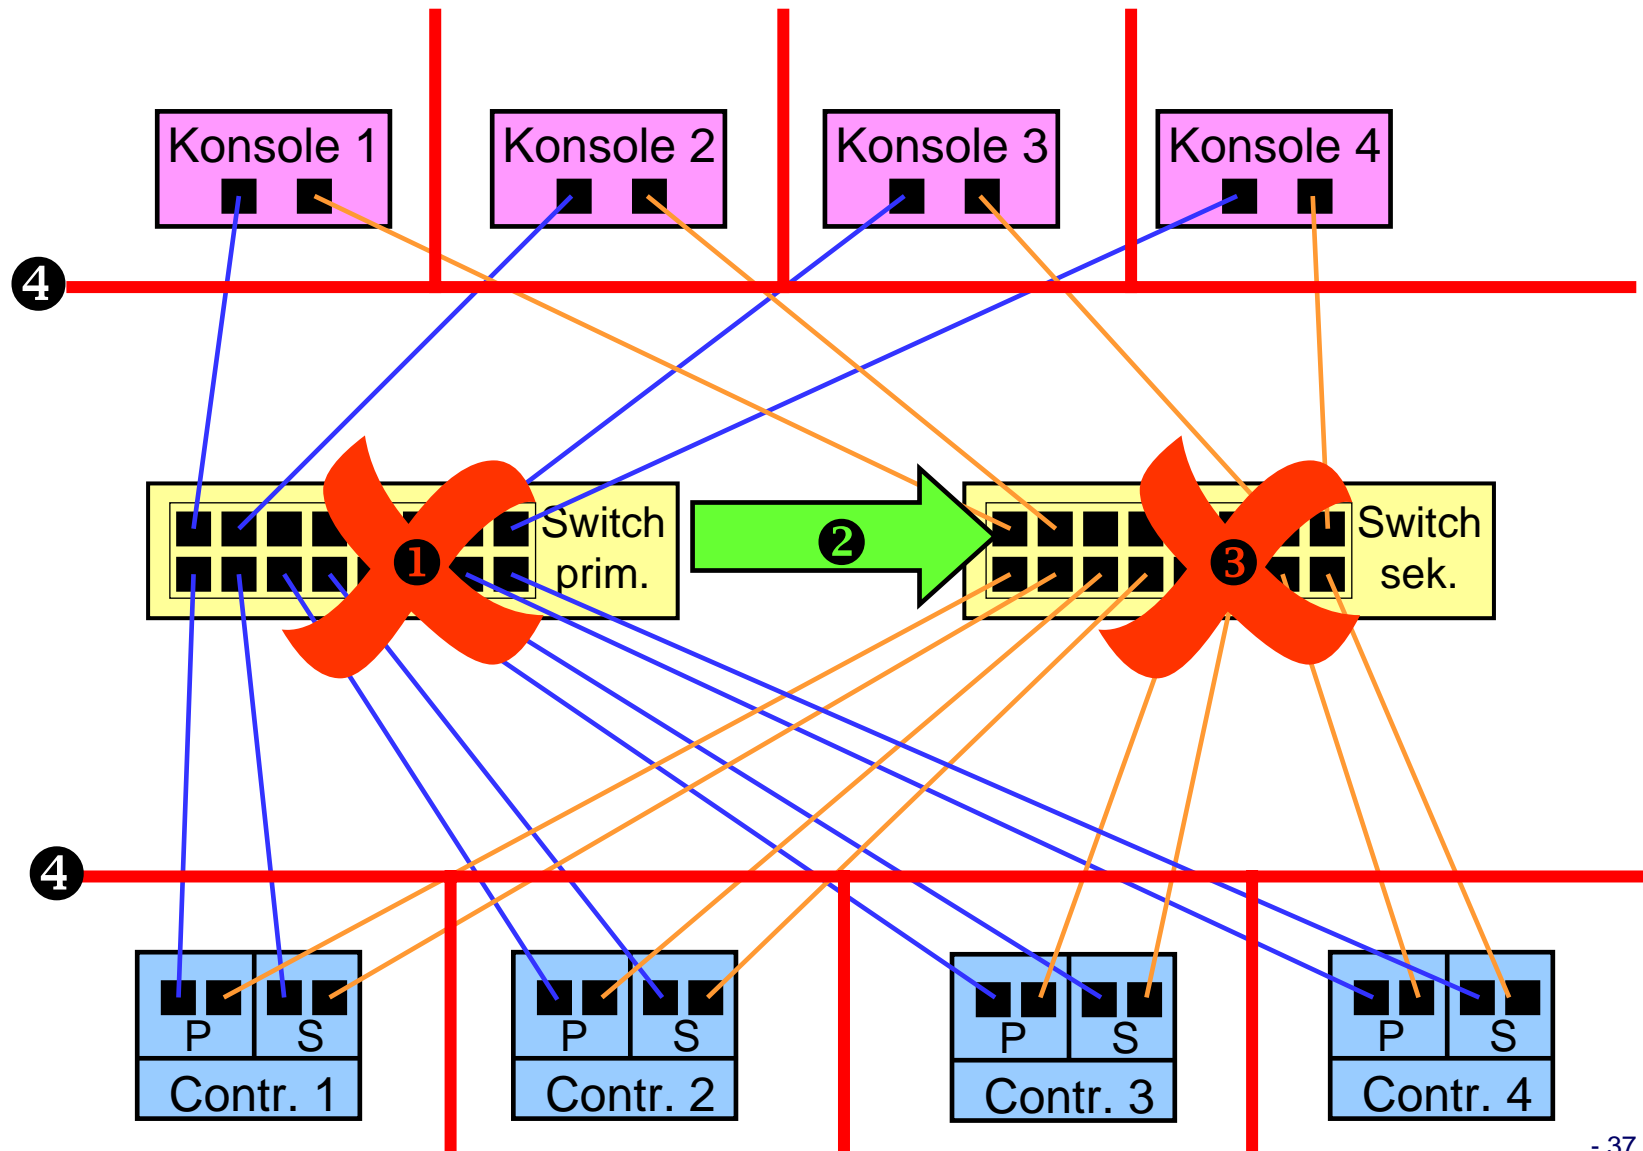 Konsole 1
Konsole 2
Konsole 3
Konsole 4
4
Switch
prim.
1
2
3
Switch
sek.
4
P
S
Contr. 1
P
S
Contr. 2
P
S
Contr. 3
P
S
Contr. 4
- 37